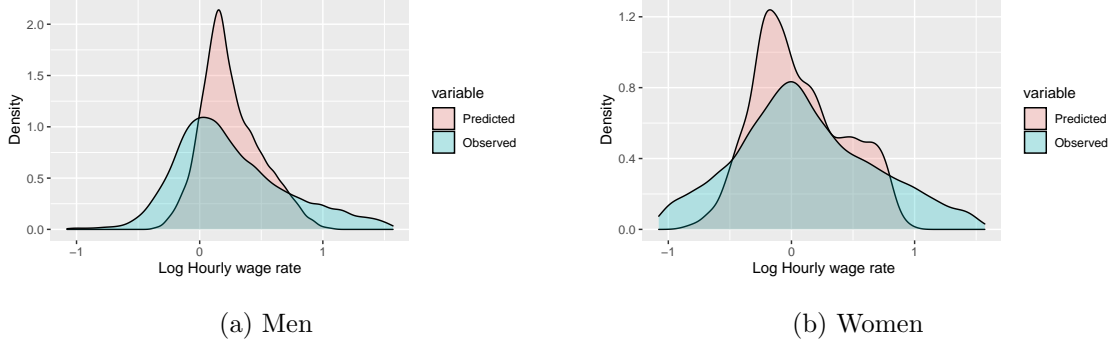 2.0
1.5
1.0
0.5
0.0
Density
−1
0
1
Log Hourly wage rate
variable
Predicted
Observed
(a) Men
1.2
0.8
0.4
0.0
Density
−1
0
1
Log Hourly wage rate
variable
Predicted
Observed
(b) Women